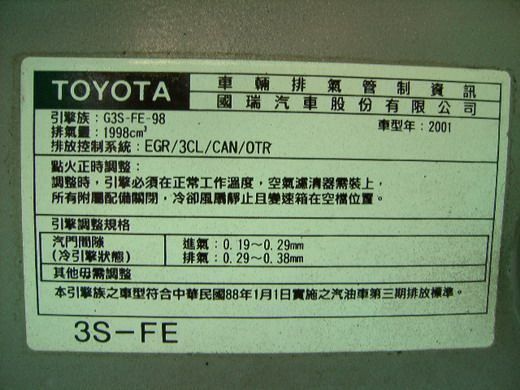 TOYOTA
車輛排氣管制資訊
國瑞汽車股份有限公司
引擎族：G3S-FE-98
車型年：2001
排氣量：1998cm³
排放控制系統：EGR/3CL/CAN/OTR
點火正時調整：
調整時，引擎必須在正常工作溫度，空氣濾清器需裝上，
所有附屬配備關閉，冷卻風扇靜止且變速箱在空檔位置。
引擎調整規格
汽門間隙 進氣：0.19～0.29mm
(冷引擎狀態) 排氣：0.29～0.38mm
其他毋需調整
本引擎族之車型符合中華民國88年1月1日實施之汽油車第三期排放標準。
3S-FE